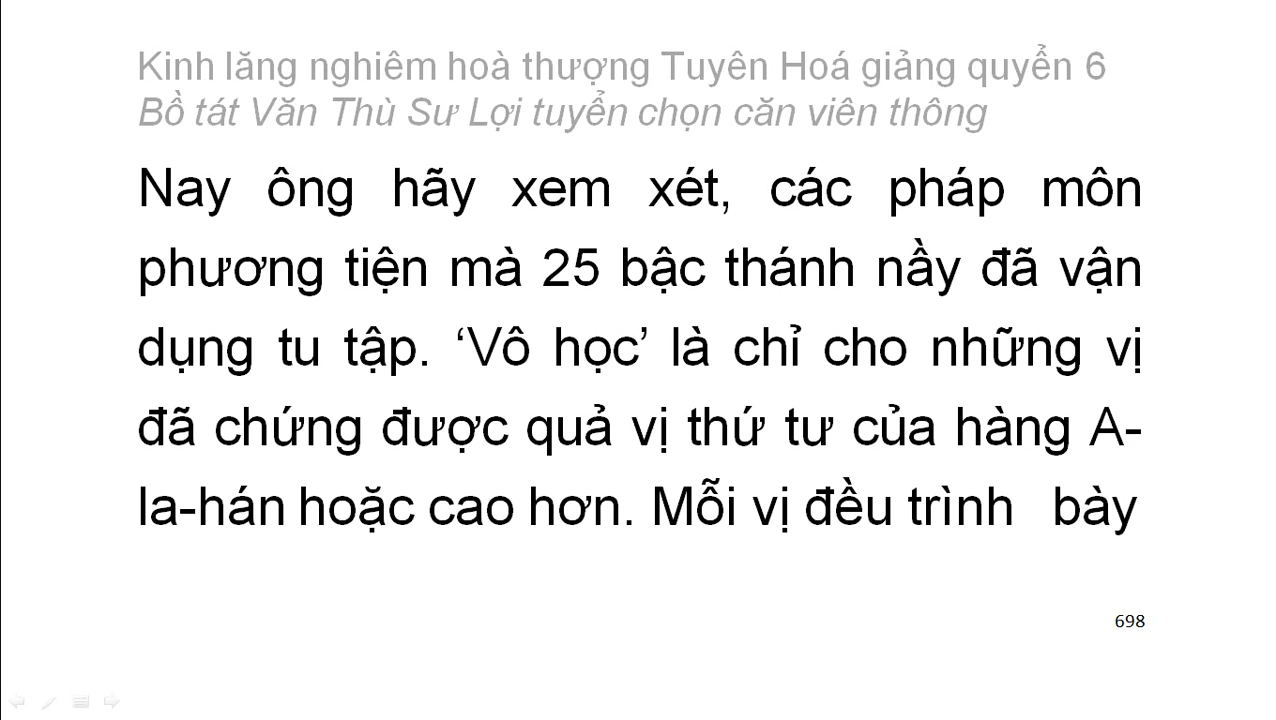 Kinh lăng nghiêm hoà thượng Tuyên Hoá giảng quyển 6
Bồ tát Văn Thù Sư Lợi tuyển chọn căn viên thông
Nay ông hãy xem xét, các pháp môn
phương tiện mà 25 bậc thánh nầy đã vận
dụng tu tập. ‘Vô học’ là chỉ cho những vị
đã chứng được quả vị thứ tư của hàng A-
la-hán hoặc cao hơn. Mỗi vị đều trình bày
698